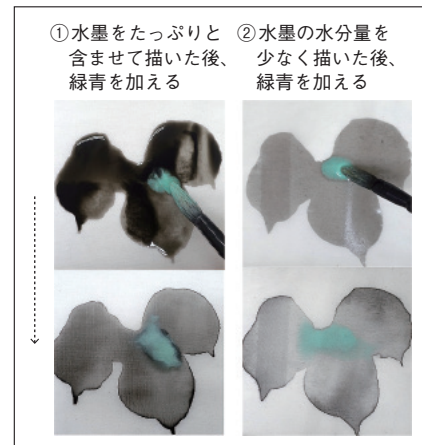 ①水墨をたっぷりと
含ませて描いた後、
緑青を加える
②水墨の水分量を
少なく描いた後、
緑青を加える